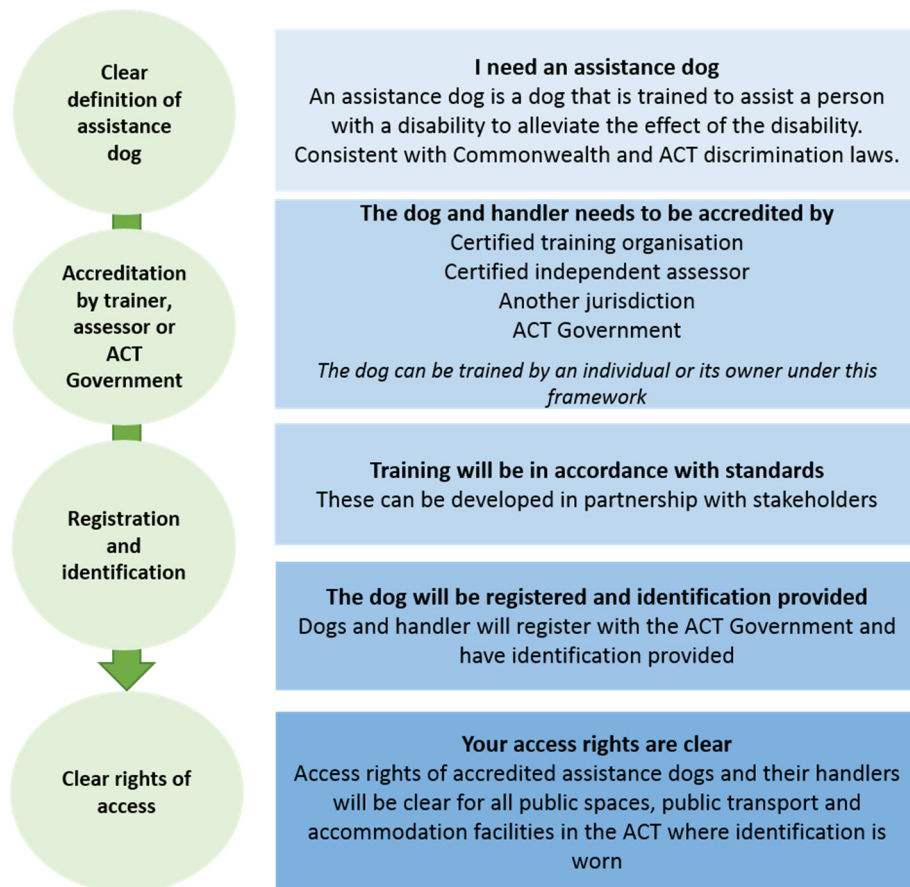 Clear
definition of
assistance
dog
I need an assistance dog
An assistance dog is a dog that is trained to assist a person
with a disability to alleviate the effect of the disability.
Consistent with Commonwealth and ACT discrimination laws.
Accreditation
by trainer,
assessor or
ACT
Government
The dog and handler needs to be accredited by
Certified training organisation
Certified independent assessor
Another jurisdiction
ACT Government
The dog can be trained by an individual or its owner under this
framework
Registration
and
identification
Training will be in accordance with standards
These can be developed in partnership with stakeholders
The dog will be registered and identification provided
Dogs and handler will register with the ACT Government and
have identification provided
Clear rights of
access
Your access rights are clear
Access rights of accredited assistance dogs and their handlers
will be clear for all public spaces, public transport and
accommodation facilities in the ACT where identification is
worn